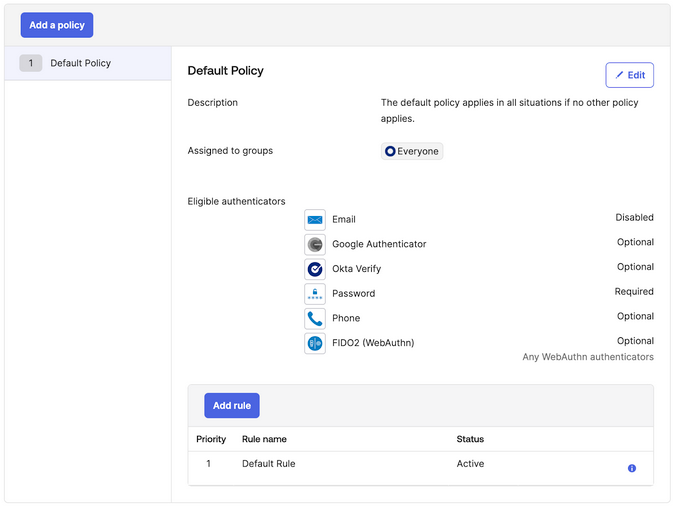 Add a policy
1 Default Policy
Default Policy
Edit
Description
The default policy applies in all situations if no other policy
applies.
Assigned to groups
Everyone
Eligible authenticators
Email Disabled
Google Authenticator Optional
Okta Verify Optional
Password Required
Phone Optional
FIDO2 (WebAuthn) Optional
Any WebAuthn authenticators
Add rule
Priority Rule name Status
1 Default Rule Active